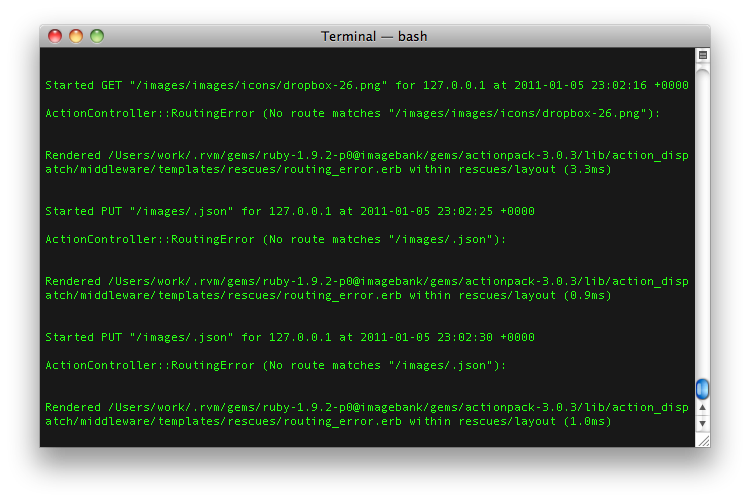 Terminal — bash
Started GET "/images/images/icons/dropbox-26.png" for 127.0.0.1 at 2011-01-05 23:02:16 +0000
ActionController::RoutingError (No route matches "/images/images/icons/dropbox-26.png"):
Rendered /Users/work/.rvm/gems/ruby-1.9.2-p0@imagebank/gems/actionpack-3.0.3/lib/action_disp
atch/middleware/templates/rescues/routing_error.erb within rescues/layout (3.3ms)
Started PUT "/images/.json" for 127.0.0.1 at 2011-01-05 23:02:25 +0000
ActionController::RoutingError (No route matches "/images/.json"):
Rendered /Users/work/.rvm/gems/ruby-1.9.2-p0@imagebank/gems/actionpack-3.0.3/lib/action_disp
atch/middleware/templates/rescues/routing_error.erb within rescues/layout (0.9ms)
Started PUT "/images/.json" for 127.0.0.1 at 2011-01-05 23:02:30 +0000
ActionController::RoutingError (No route matches "/images/.json"):
Rendered /Users/work/.rvm/gems/ruby-1.9.2-p0@imagebank/gems/actionpack-3.0.3/lib/action_disp
atch/middleware/templates/rescues/routing_error.erb within rescues/layout (1.0ms)